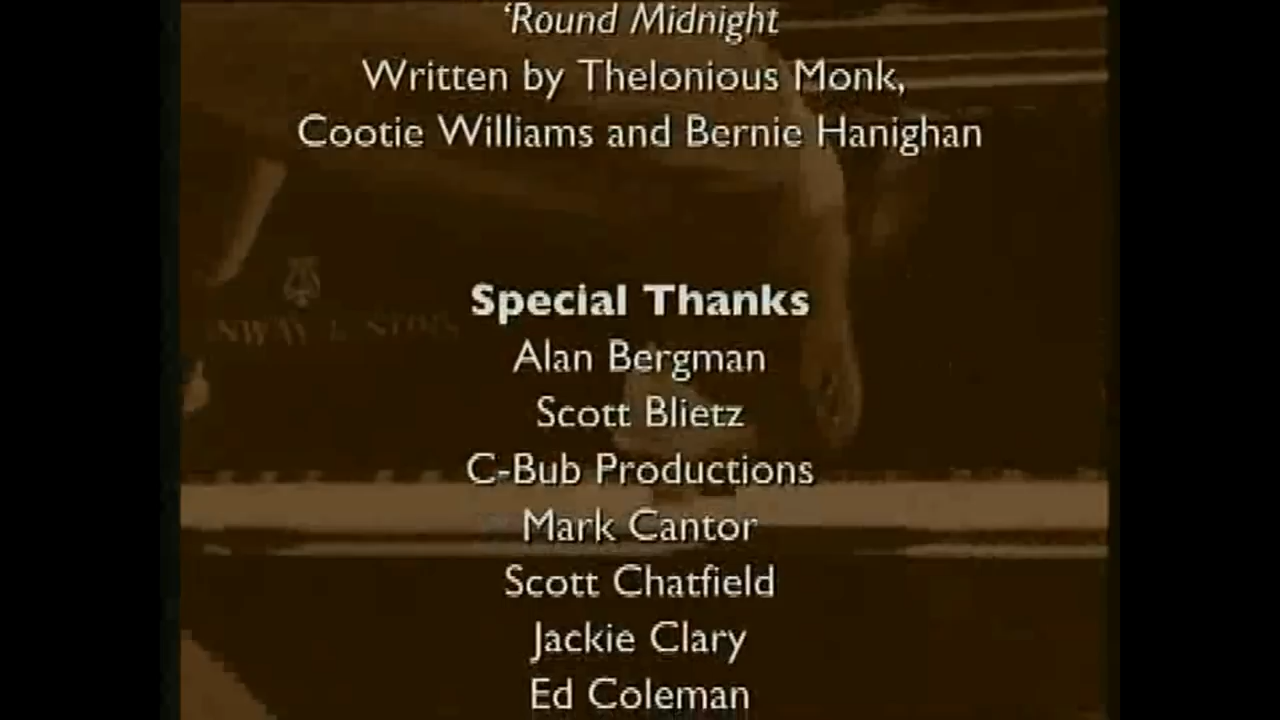 ‘Round Midnight
Written by Thelonious Monk,
Cootie Williams and Bernie Hanighan
Special Thanks
Alan Bergman
Scott Blietz
C-Bub Productions
Mark Cantor
Scott Chatfield
Jackie Clary
Ed Coleman